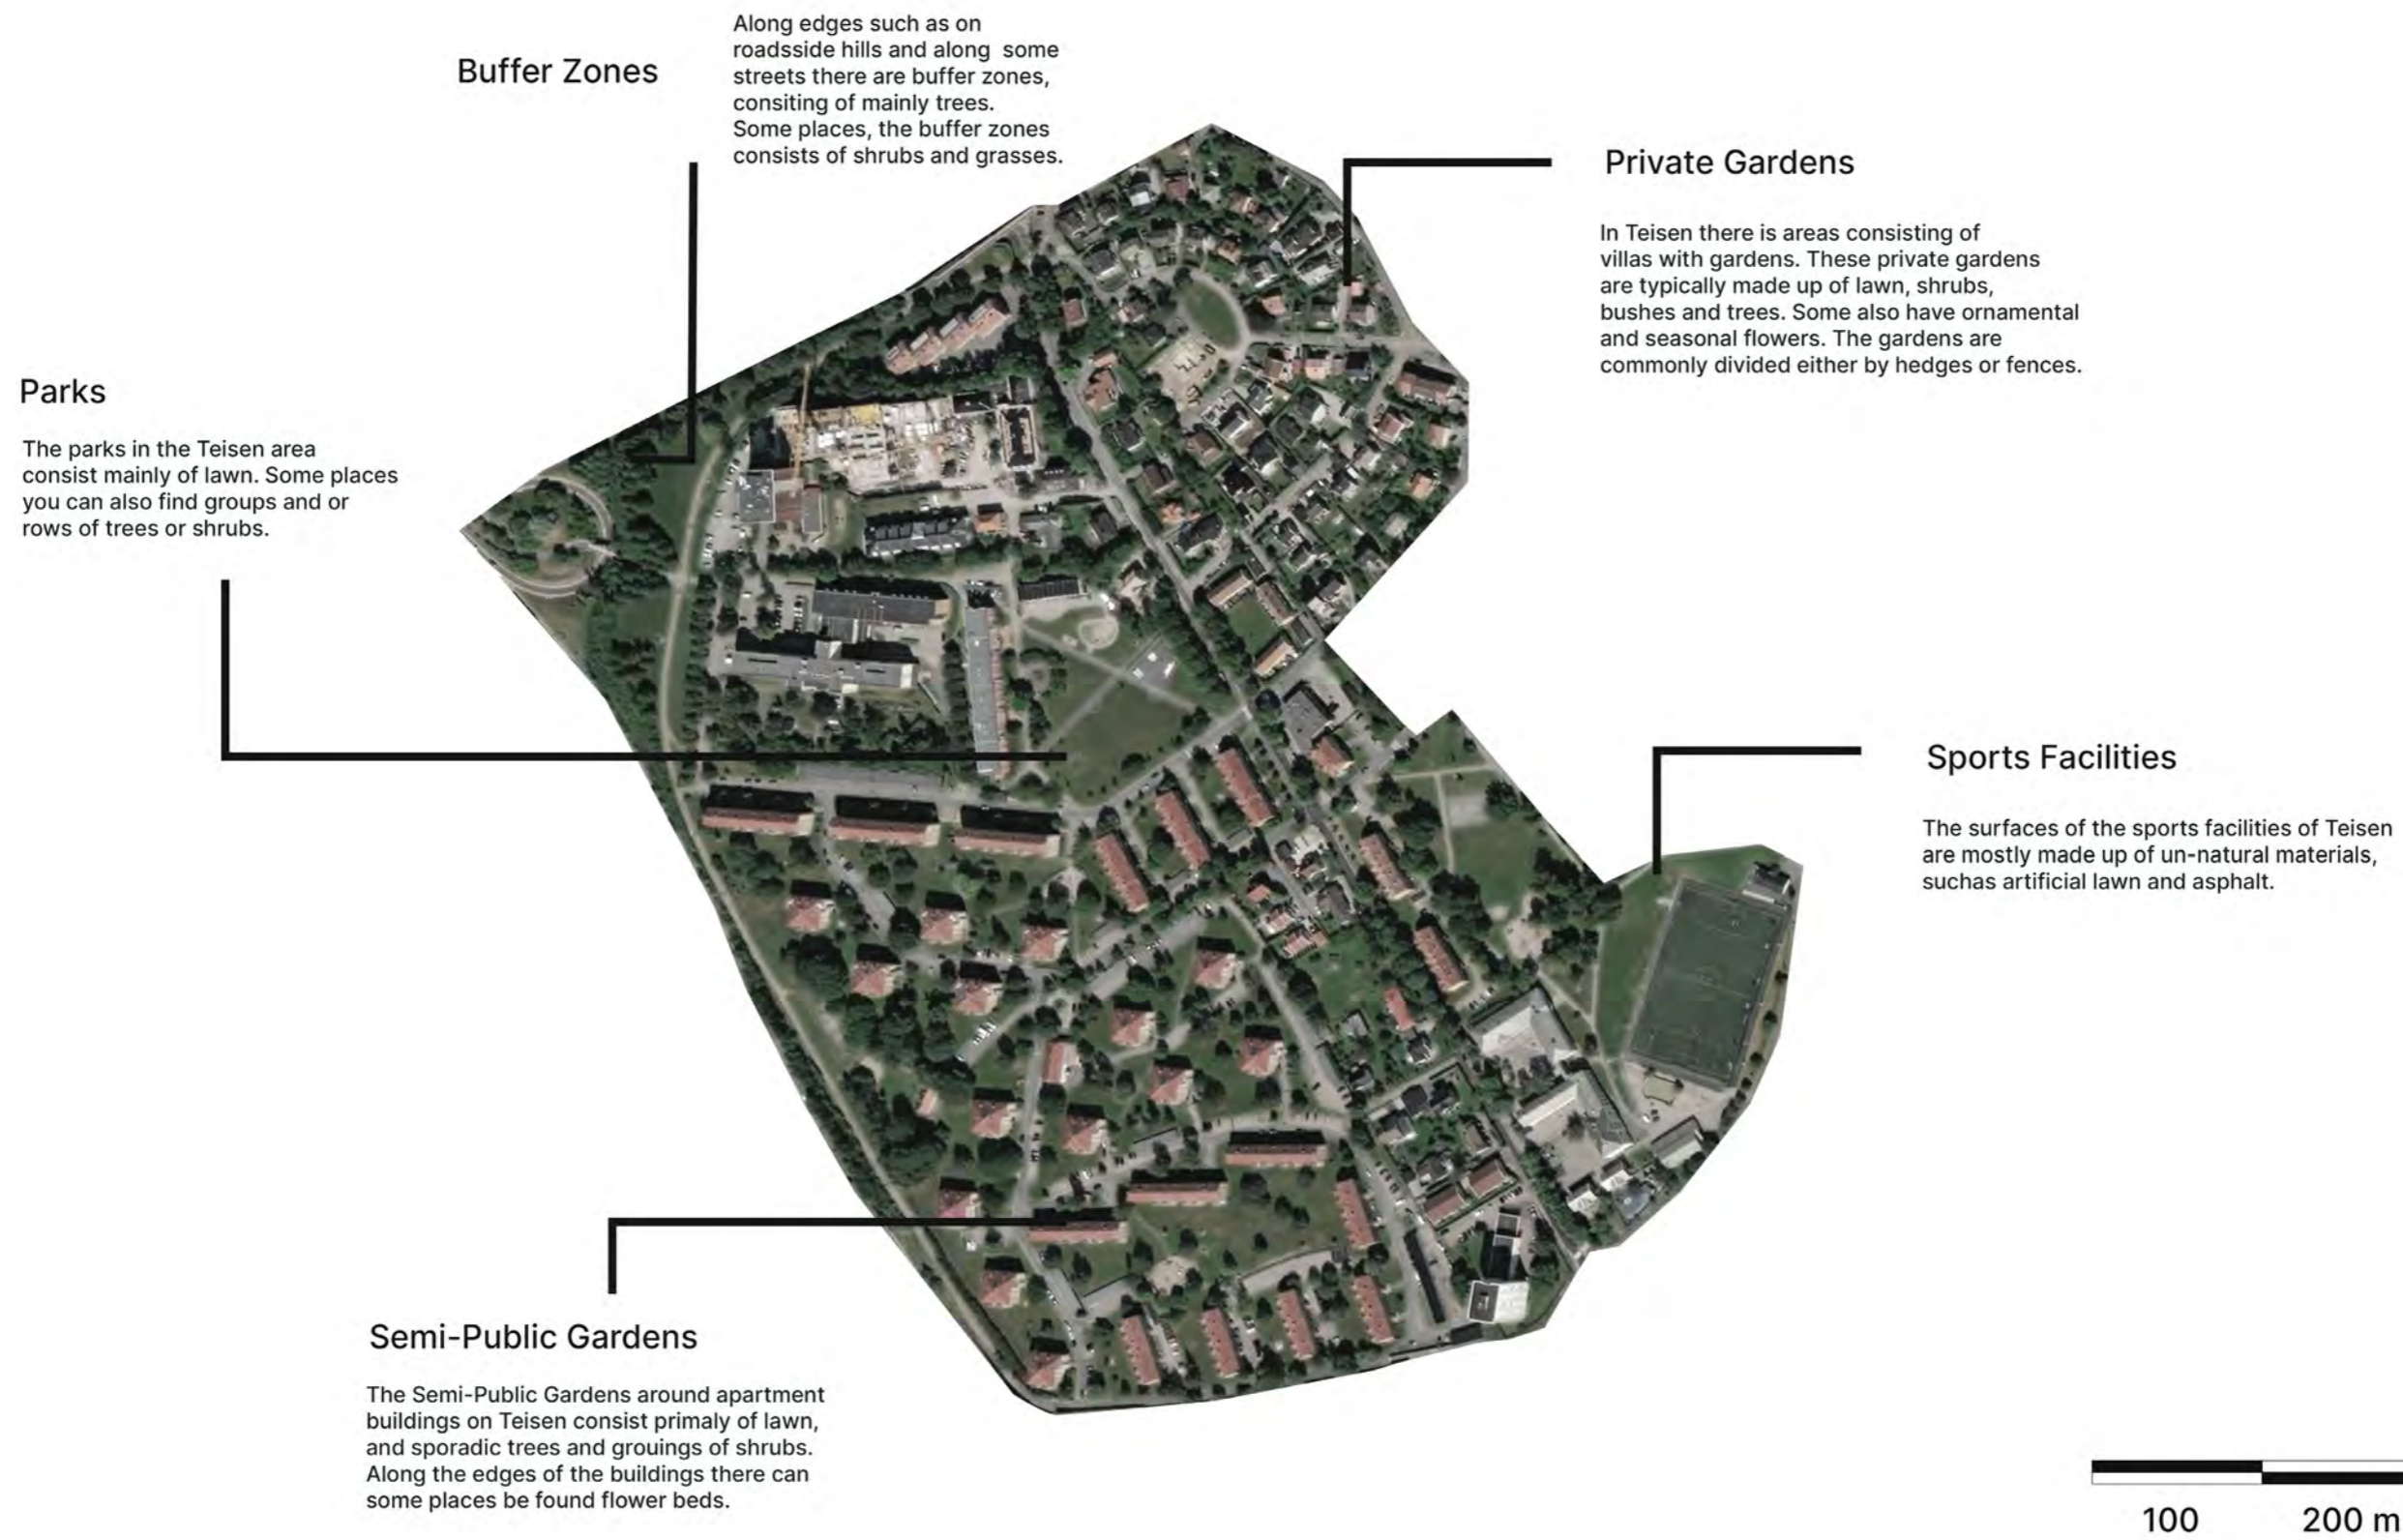 Buffer Zones
Along edges such as on
roadsside hills and along some
streets there are buffer zones,
consiting of mainly trees.
Some places, the buffer zones
consists of shrubs and grasses.
Private Gardens
In Teisen there is areas consisting of
villas with gardens. These private gardens
are typically made up of lawn, shrubs,
bushes and trees. Some also have ornamental
and seasonal flowers. The gardens are
commonly divided either by hedges or fences.
Parks
The parks in the Teisen area
consist mainly of lawn. Some places
you can also find groups and or
rows of trees or shrubs.
Sports Facilities
The surfaces of the sports facilities of Teisen
are mostly made up of un-natural materials,
suchas artificial lawn and asphalt.
Semi-Public Gardens
The Semi-Public Gardens around apartment
buildings on Teisen consist primaly of lawn,
and sporadic trees and grouings of shrubs.
Along the edges of the buildings there can
some places be found flower beds.
100 200 m